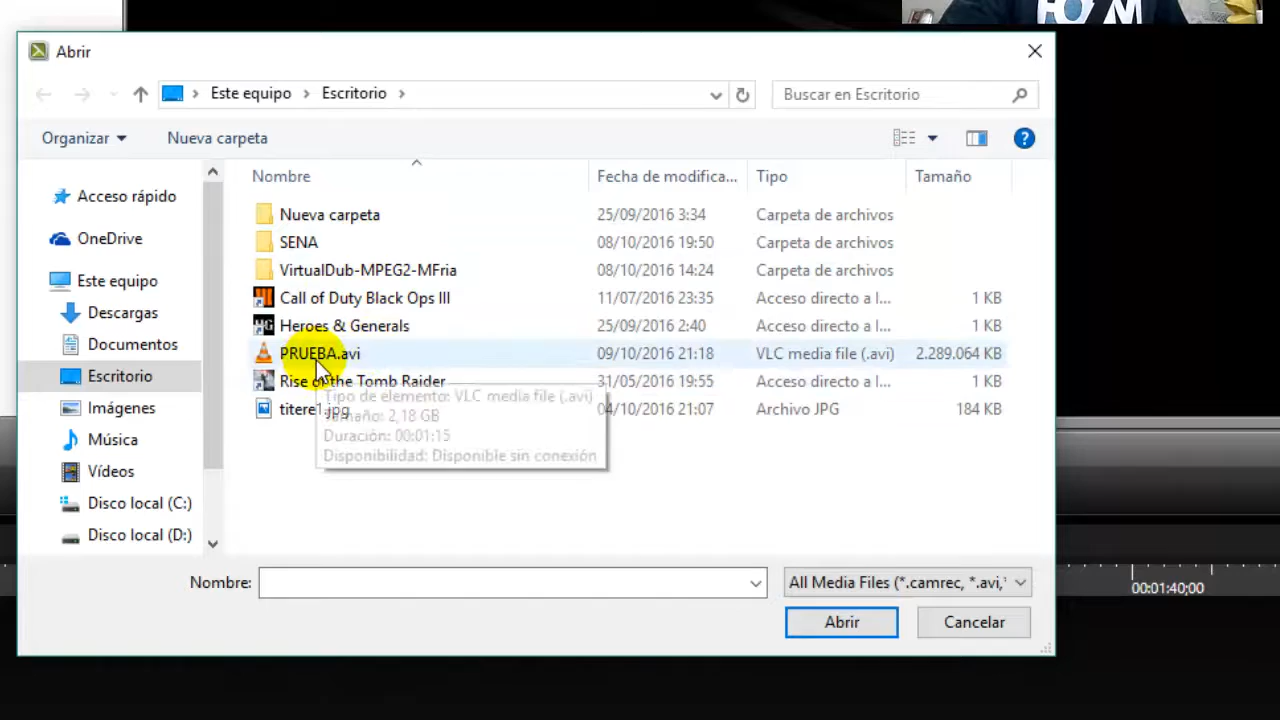 Abrir
Este equipo
Escritorio
Buscar en Escritorio
Organizar
Nueva carpeta
Acceso rápido
OneDrive
Este equipo
Descargas
Documentos
Escritorio
Imágenes
Música
Vídeos
Disco local (C:)
Disco local (D:)
Nombre Fecha de modifica... Tipo Tamaño
Nueva carpeta 25/09/2016 3:34 Carpeta de archivos
SENA 08/10/2016 19:50 Carpeta de archivos
VirtualDub-MPEG2-MFria 08/10/2016 14:24 Carpeta de archivos
Call of Duty Black Ops III 11/07/2016 23:35 Acceso directo a l... 1 KB
Heroes & Generals 25/09/2016 2:40 Acceso directo a l... 1 KB
PRUEBA.avi 09/10/2016 21:18 VLC media file (.avi) 2.289.064 KB
Rise of the Tomb Raider 31/05/2016 19:55 Acceso directo a l... 1 KB
titere1.jpg 04/10/2016 21:07 Archivo JPG 184 KB
Tipo de elemento: VLC media file (.avi)
Tamaño: 2,18 GB
Duración: 00:01:15
Disponibilidad: Disponible sin conexión
Nombre:
All Media Files (*.camrec, *.avi,
Abrir
Cancelar
00:01:40;00